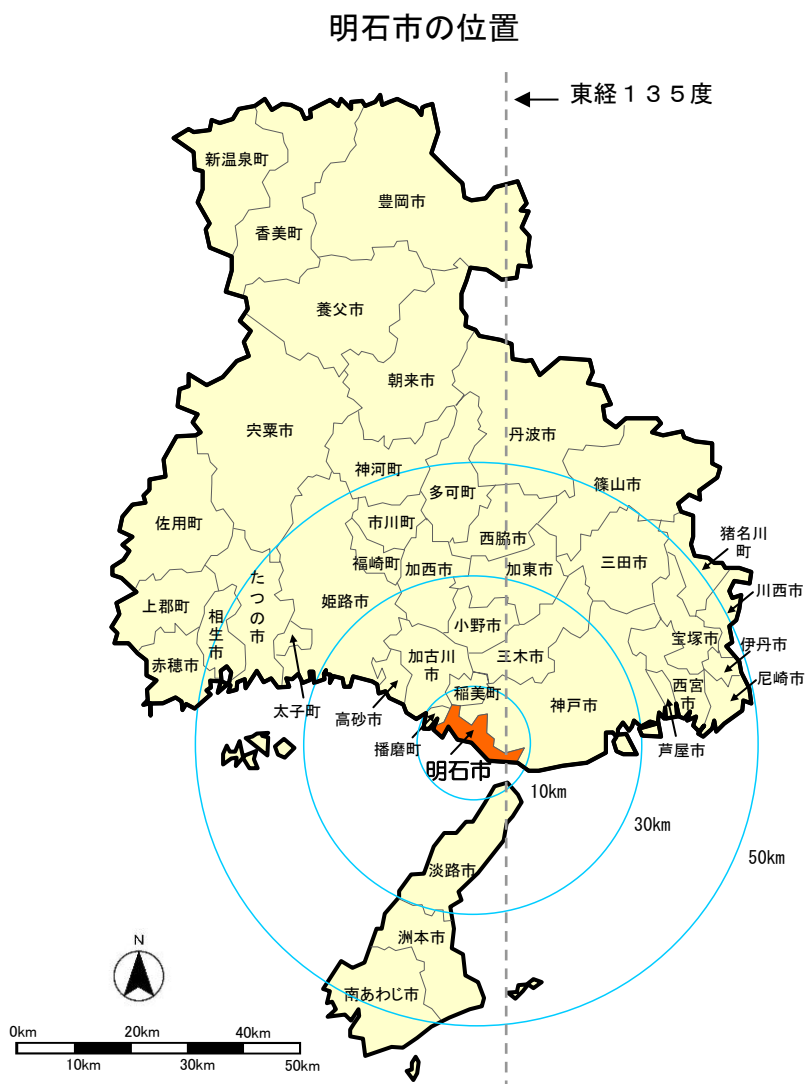 明石市の位置
東経１３５度
新温泉町
豊岡市
香美町
養父市
朝来市
宍粟市
丹波市
神河町
多可町
篠山市
佐用町
市川町
西脇市
猪名川
町
福崎町
加西市
加東市
三田市
たつの市
川西市
上郡町
相生市
姫路市
小野市
宝塚市
伊丹市
赤穂市
加古川
市
三木市
西宮
市
尼崎市
稲美町
神戸市
太子町
高砂市
播磨町
芦屋市
明石市
10km
30km
50km
淡路市
洲本市
南あわじ市
N
0km
20km
40km
10km
30km
50km